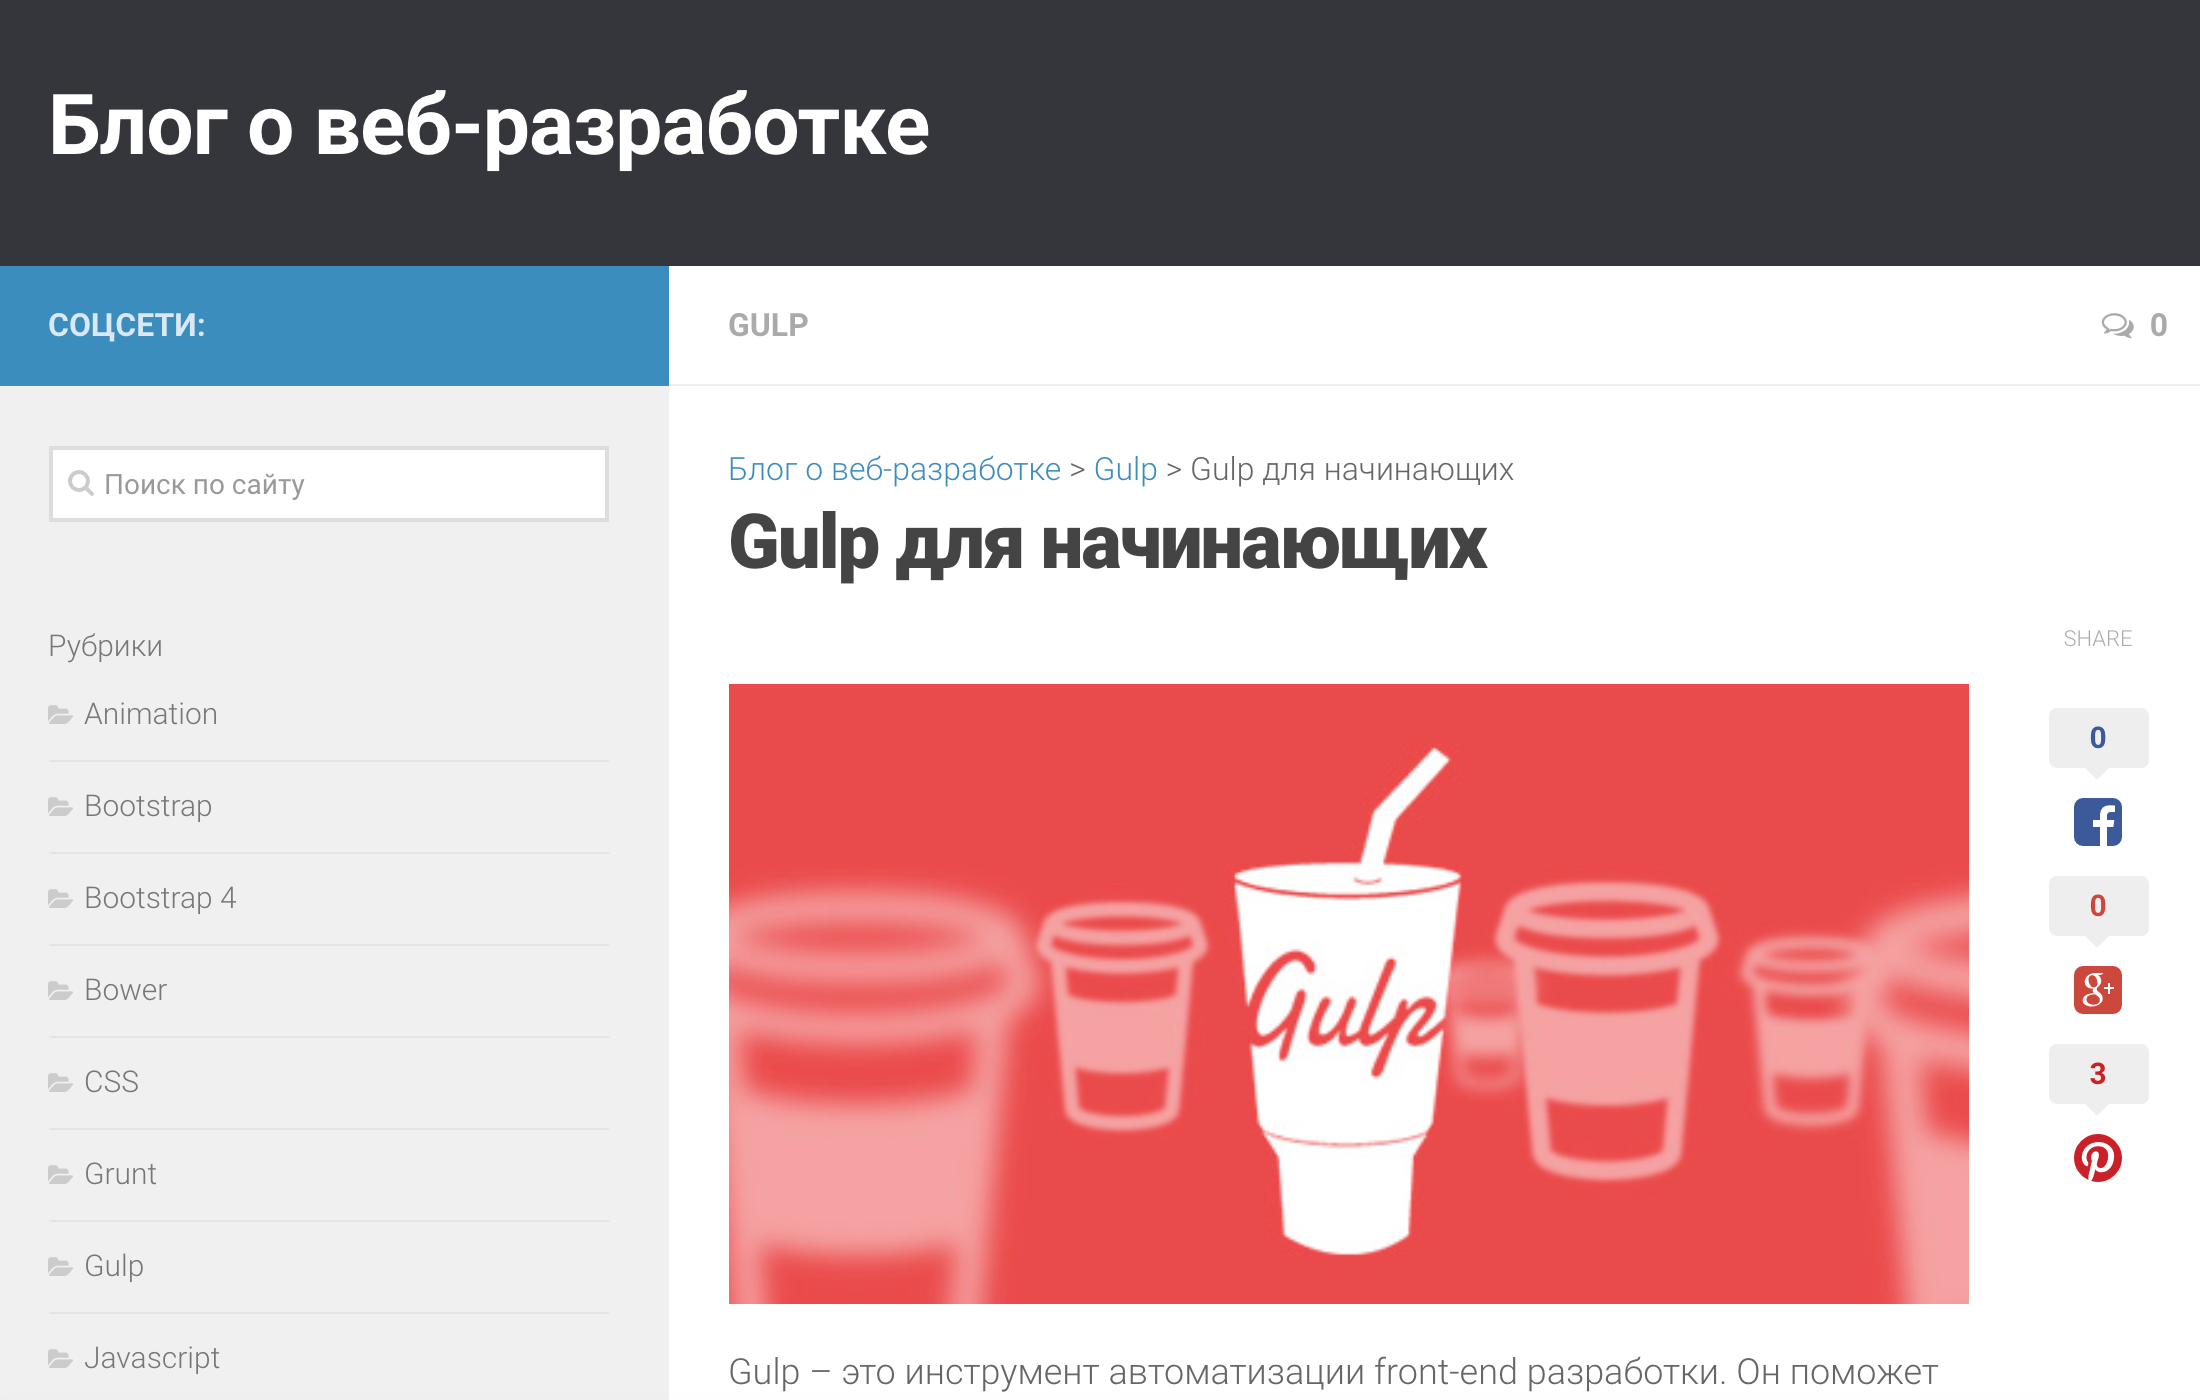 Блог о веб-разработке
СОЦСЕТИ:
GULP
0
Поиск по сайту
Рубрики
Animation
Bootstrap
Bootstrap 4
Bower
CSS
Grunt
Gulp
Javascript
Блог о веб-разработке > Gulp > Gulp для начинающих
Gulp для начинающих
Gulp
Gulp – это инструмент автоматизации front-end разработки. Он поможет
SHARE
0
0
g+
3